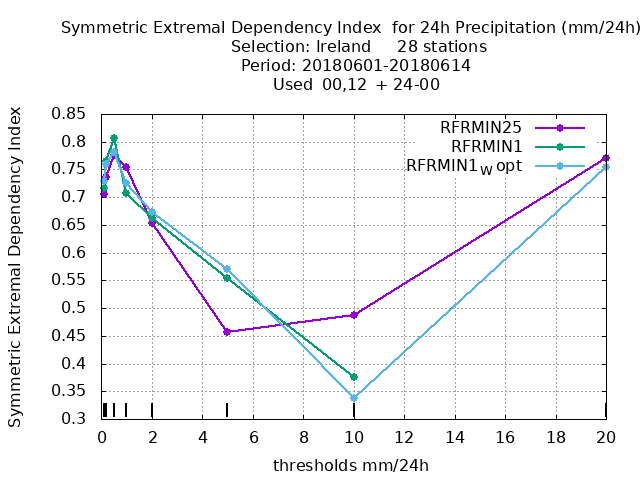 Symmetric Extremal Dependency Index for 24h Precipitation (mm/24h)
Selection: Ireland 28 stations
Period: 20180601-20180614
Used 00,12 + 24-00
Symmetric Extremal Dependency Index
0.85
0.8
0.75
0.7
0.65
0.6
0.55
0.5
0.45
0.4
0.35
0.3
RFRMIN25
RFRMIN1
RFRMIN1W opt
0 2 4 6 8 10 12 14 16 18 20
thresholds mm/24h